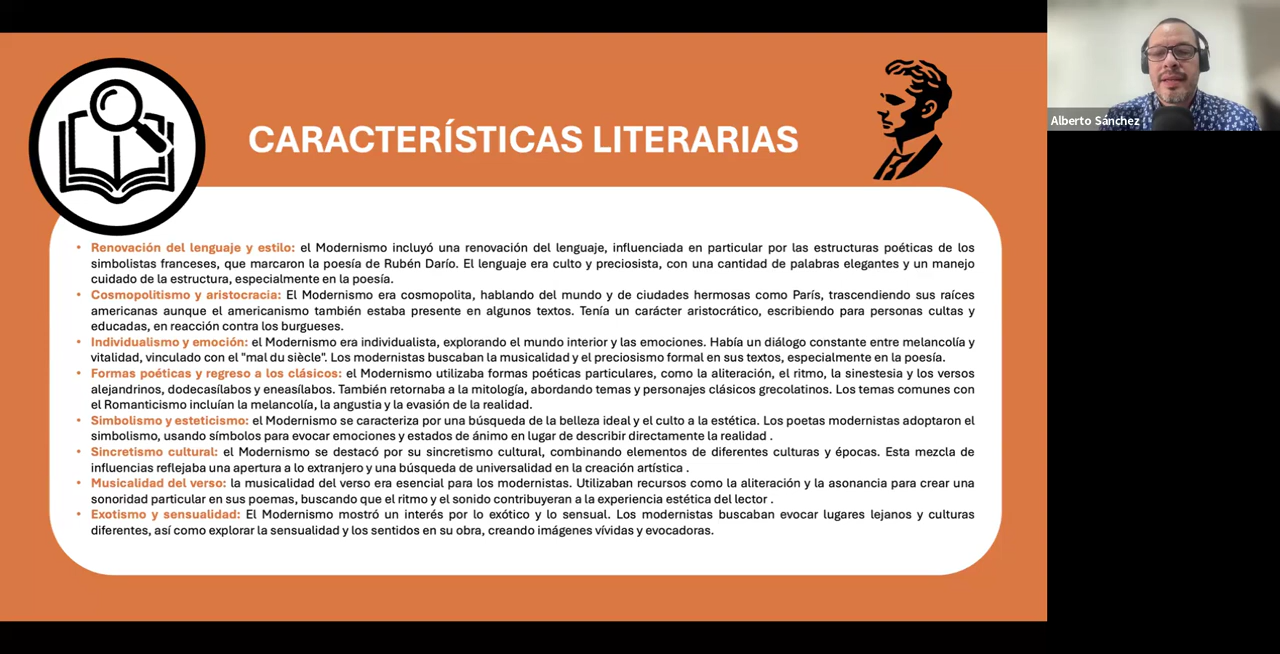 CARACTERÍSTICAS LITERARIAS
• Renovación del lenguaje y estilo: el Modernismo incluyó una renovación del lenguaje, influenciada en particular por las estructuras poéticas de los
simbolistas franceses, que marcaron la poesía de Rubén Darío. El lenguaje era culto y preciosista, con una cantidad de palabras elegantes y un manejo
cuidado de la estructura, especialmente en la poesía.
• Cosmopolitismo y aristocracia: El Modernismo era cosmopolita, hablando del mundo y de ciudades hermosas como París, trascendiendo sus raíces
americanas aunque el americanismo también estaba presente en algunos textos. Tenía un carácter aristocrático, escribiendo para personas cultas y
educadas, en reacción contra los burgueses.
• Individualismo y emoción: el Modernismo era individualista, explorando el mundo interior y las emociones. Había un diálogo constante entre melancolía y
vitalidad, vinculado con el "mal du siècle". Los modernistas buscaban la musicalidad y el preciosismo formal en sus textos, especialmente en la poesía.
• Formas poéticas y regreso a los clásicos: el Modernismo utilizaba formas poéticas particulares, como la aliteración, el ritmo, la sinestesia y los versos
alejandrinos, dodecasílabos y eneasílabos. También retornaba a la mitología, abordando temas y personajes clásicos grecolatinos. Los temas comunes con
el Romanticismo incluían la melancolía, la angustia y la evasión de la realidad.
• Simbolismo y esteticismo: el Modernismo se caracteriza por una búsqueda de la belleza ideal y el culto a la estética. Los poetas modernistas adoptaron el
simbolismo, usando símbolos para evocar emociones y estados de ánimo en lugar de describir directamente la realidad .
• Sincretismo cultural: el Modernismo se destacó por su sincretismo cultural, combinando elementos de diferentes culturas y épocas. Esta mezcla de
influencias reflejaba una apertura a lo extranjero y una búsqueda de universalidad en la creación artística .
• Musicalidad del verso: la musicalidad del verso era esencial para los modernistas. Utilizaban recursos como la aliteración y la asonancia para crear una
sonoridad particular en sus poemas, buscando que el ritmo y el sonido contribuyeran a la experiencia estética del lector .
• Exotismo y sensualidad: El Modernismo mostró un interés por lo exótico y lo sensual. Los modernistas buscaban evocar lugares lejanos y culturas
diferentes, así como explorar la sensualidad y los sentidos en su obra, creando imágenes vívidas y evocadoras.
Alberto Sánchez